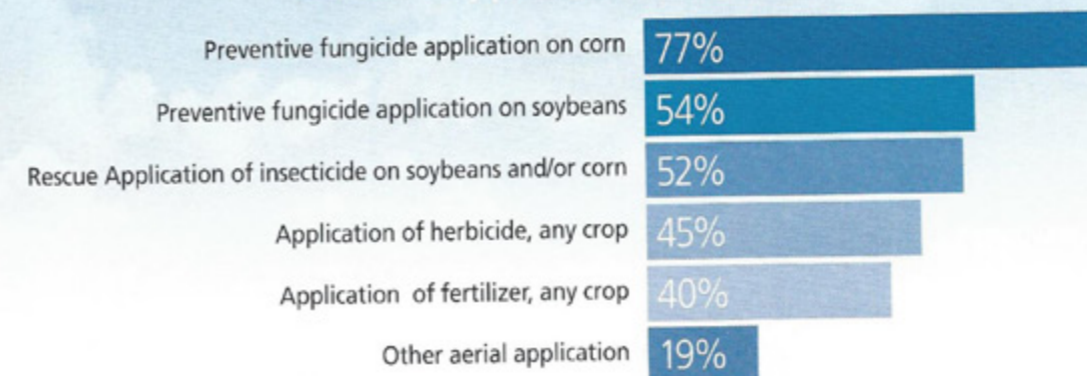 Preventive fungicide application on corn 77%
Preventive fungicide application on soybeans 54%
Rescue Application of insecticide on soybeans and/or corn 52%
Application of herbicide, any crop 45%
Application of fertilizer, any crop 40%
Other aerial application 19%